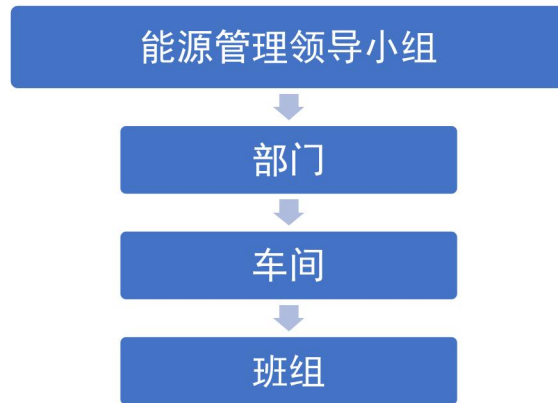 能源管理领导小组
部门
车间
班组